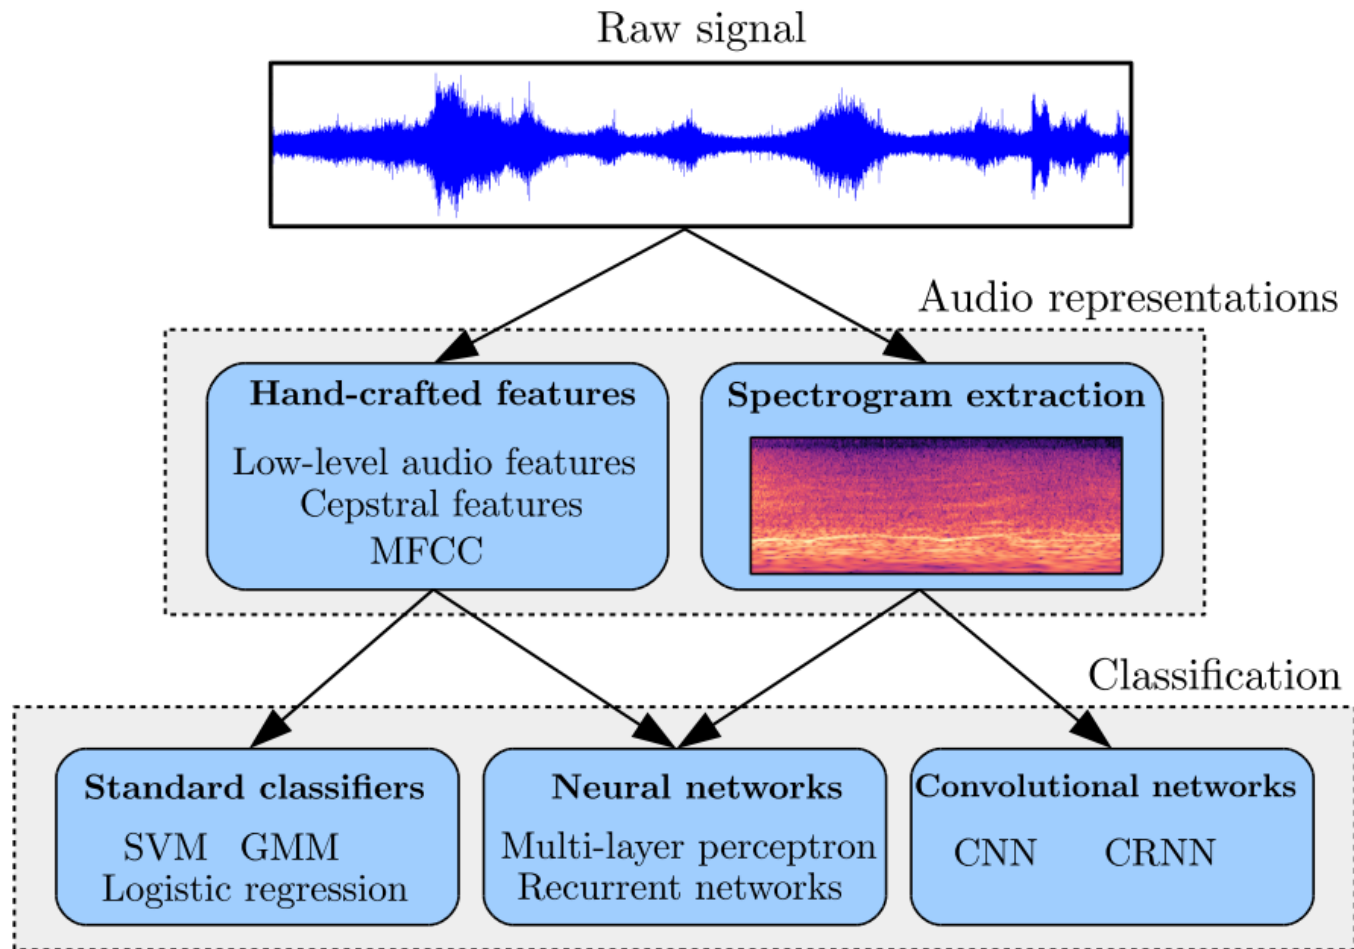 Raw signal
Audio representations
Hand-crafted features
Low-level audio features
Cepstral features
MFCC
Spectrogram extraction
Classification
Standard classifiers
SVM GMM
Logistic regression
Neural networks
Multi-layer perceptron
Recurrent networks
Convolutional networks
CNN CRNN